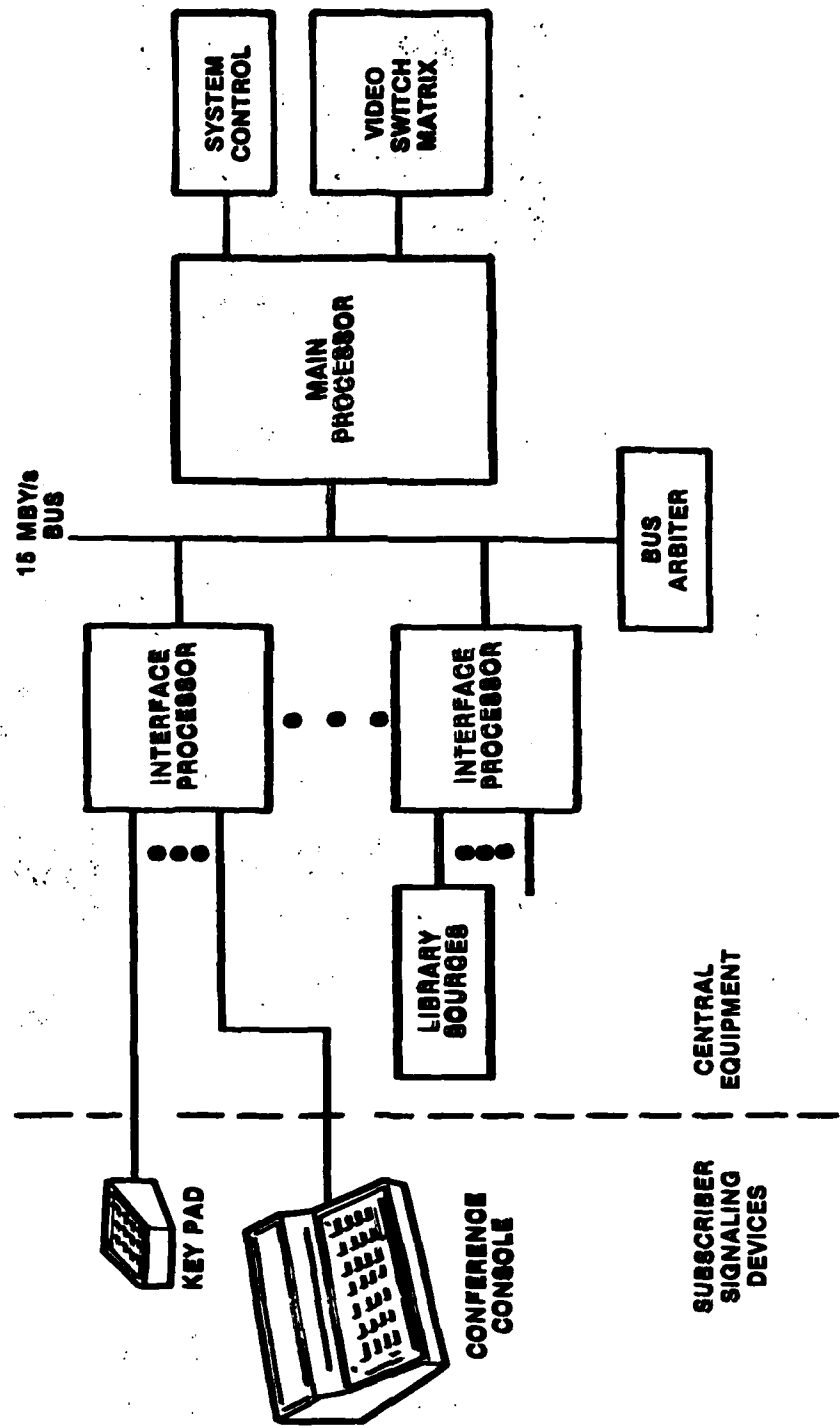 KEY PAD
CONFERENCE
CONSOLE
SUBSCRIBER
SIGNALING
DEVICES
CENTRAL
EQUIPMENT
LIBRARY
SOURCES
INTERFACE
PROCESSOR
INTERFACE
PROCESSOR
15 MBY/s
BUS
BUS
ARBITER
MAIN
PROCESSOR
SYSTEM
CONTROL
VIDEO
SWITCH
MATRIX